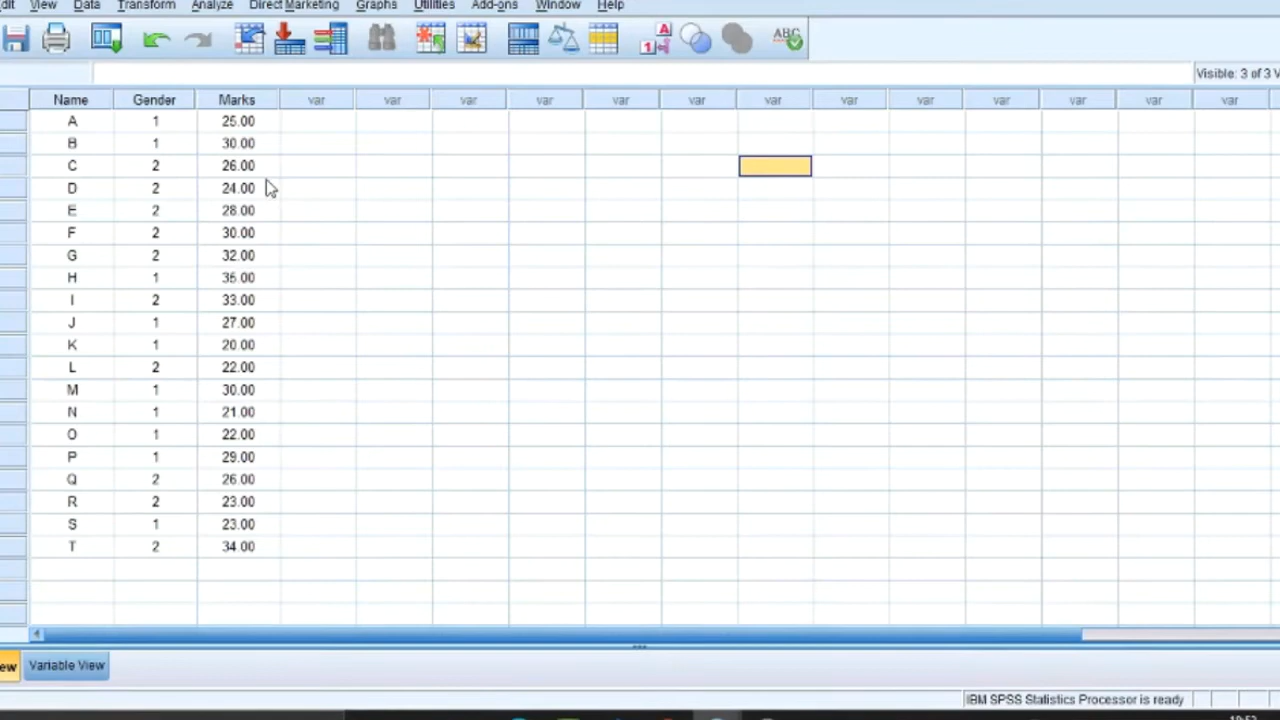 dit View Data Transform Analyze Direct Marketing Graphs Utilities Add-ons Window Help
A
1
ABC
Visible: 3 of 3 V
Name Gender Marks var var var var var var var var var var var var var
A 1 25.00
B 1 30.00
C 2 26.00
D 2 24.00
E 2 28.00
F 2 30.00
G 2 32.00
H 1 35.00
I 2 33.00
J 1 27.00
K 1 20.00
L 2 22.00
M 1 30.00
N 1 21.00
O 1 22.00
P 1 29.00
Q 2 26.00
R 2 23.00
S 1 23.00
T 2 34.00
ew Variable View
IBM SPSS Statistics Processor is ready